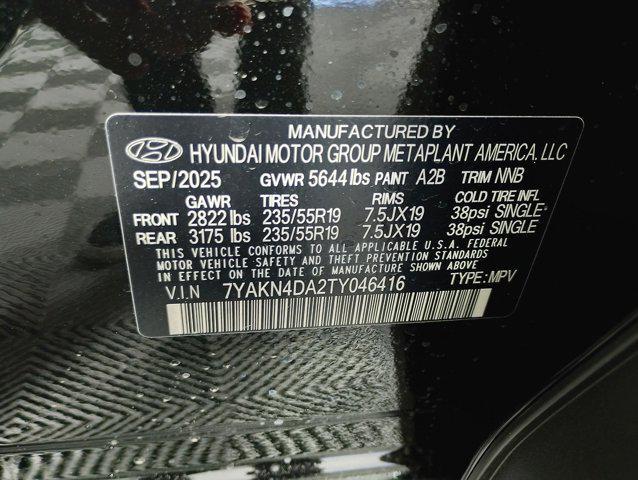 MANUFACTURED BY
HYUNDAI MOTOR GROUP METAPLANT AMERICA, LLC
SEP/2025 GVWR 5644 lbs PAINT A2B TRIM NNB
GAWR TIRES RIMS COLD TIRE INFL
FRONT 2822 lbs 235/55R19 7.5JX19 38psi SINGLE
REAR 3175 lbs 235/55R19 7.5JX19 38psi SINGLE
THIS VEHICLE CONFORMS TO ALL APPLICABLE U.S.A. FEDERAL
MOTOR VEHICLE SAFETY AND THEFT PREVENTION STANDARDS
IN EFFECT ON THE DATE OF MANUFACTURE SHOWN ABOVE
V.I.N 7YAKN4DA2TY046416 TYPE: MPV